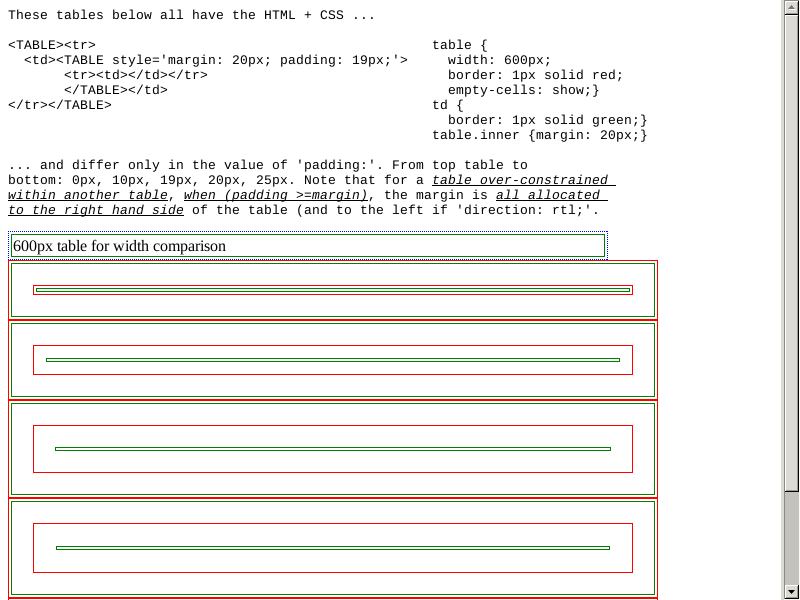 These tables below all have the HTML + CSS ...
<TABLE><tr>                                          table {
  <td><TABLE style='margin: 20px; padding: 19px;'>     width: 600px;
       <tr><td></td></tr>                              border: 1px solid red;
       </TABLE></td>                                   empty-cells: show;}
</tr></TABLE>                                        td {
                                                       border: 1px solid green;}
                                                     table.inner {margin: 20px;}
... and differ only in the value of 'padding:'. From top table to
bottom: 0px, 10px, 19px, 20px, 25px. Note that for a table over-constrained
within another table, when (padding >=margin), the margin is all allocated
to the right hand side of the table (and to the left if 'direction: rtl;'.
600px table for width comparison